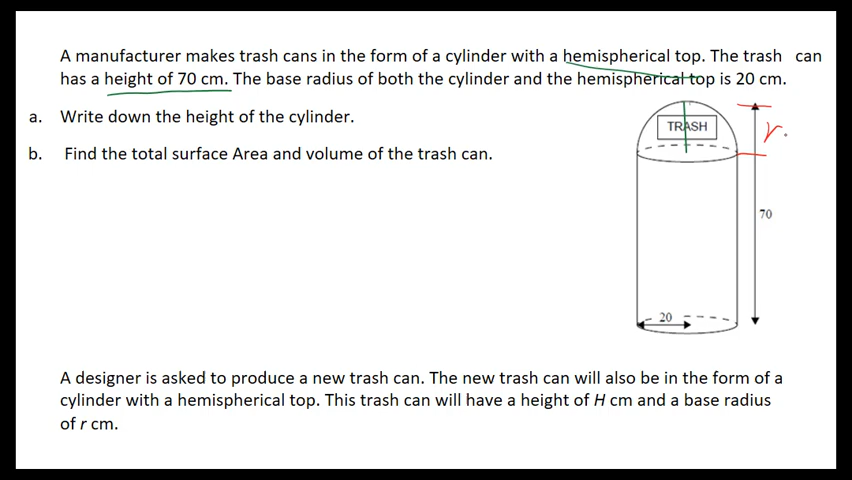 A manufacturer makes trash cans in the form of a cylinder with a hemispherical top. The trash can
has a height of 70 cm. The base radius of both the cylinder and the hemispherical top is 20 cm.
a. Write down the height of the cylinder.
b. Find the total surface Area and volume of the trash can.
TRASH
r
70
20
A designer is asked to produce a new trash can. The new trash can will also be in the form of a
cylinder with a hemispherical top. This trash can will have a height of H cm and a base radius
of r cm.